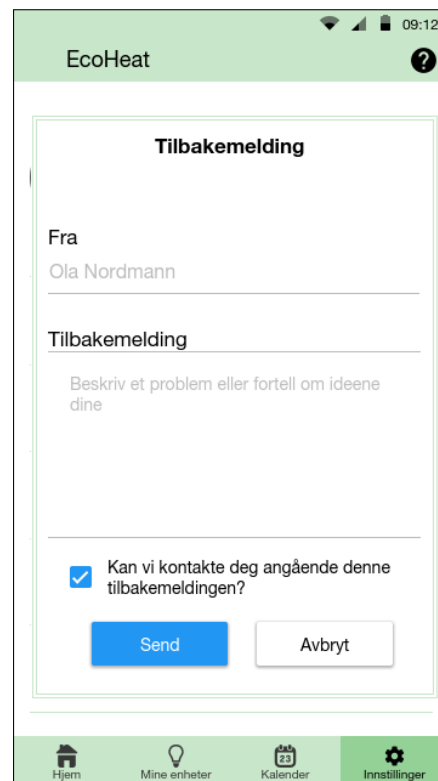 09:12
EcoHeat
?
Tilbakemelding
Fra
Ola Nordmann
Tilbakemelding
Beskriv et problem eller fortell om ideene
dine
Kan vi kontakte deg angående denne
tilbakemeldingen?
Send
Avbryt
23
Hjem
Mine enheter
Kalender
Innstillinger